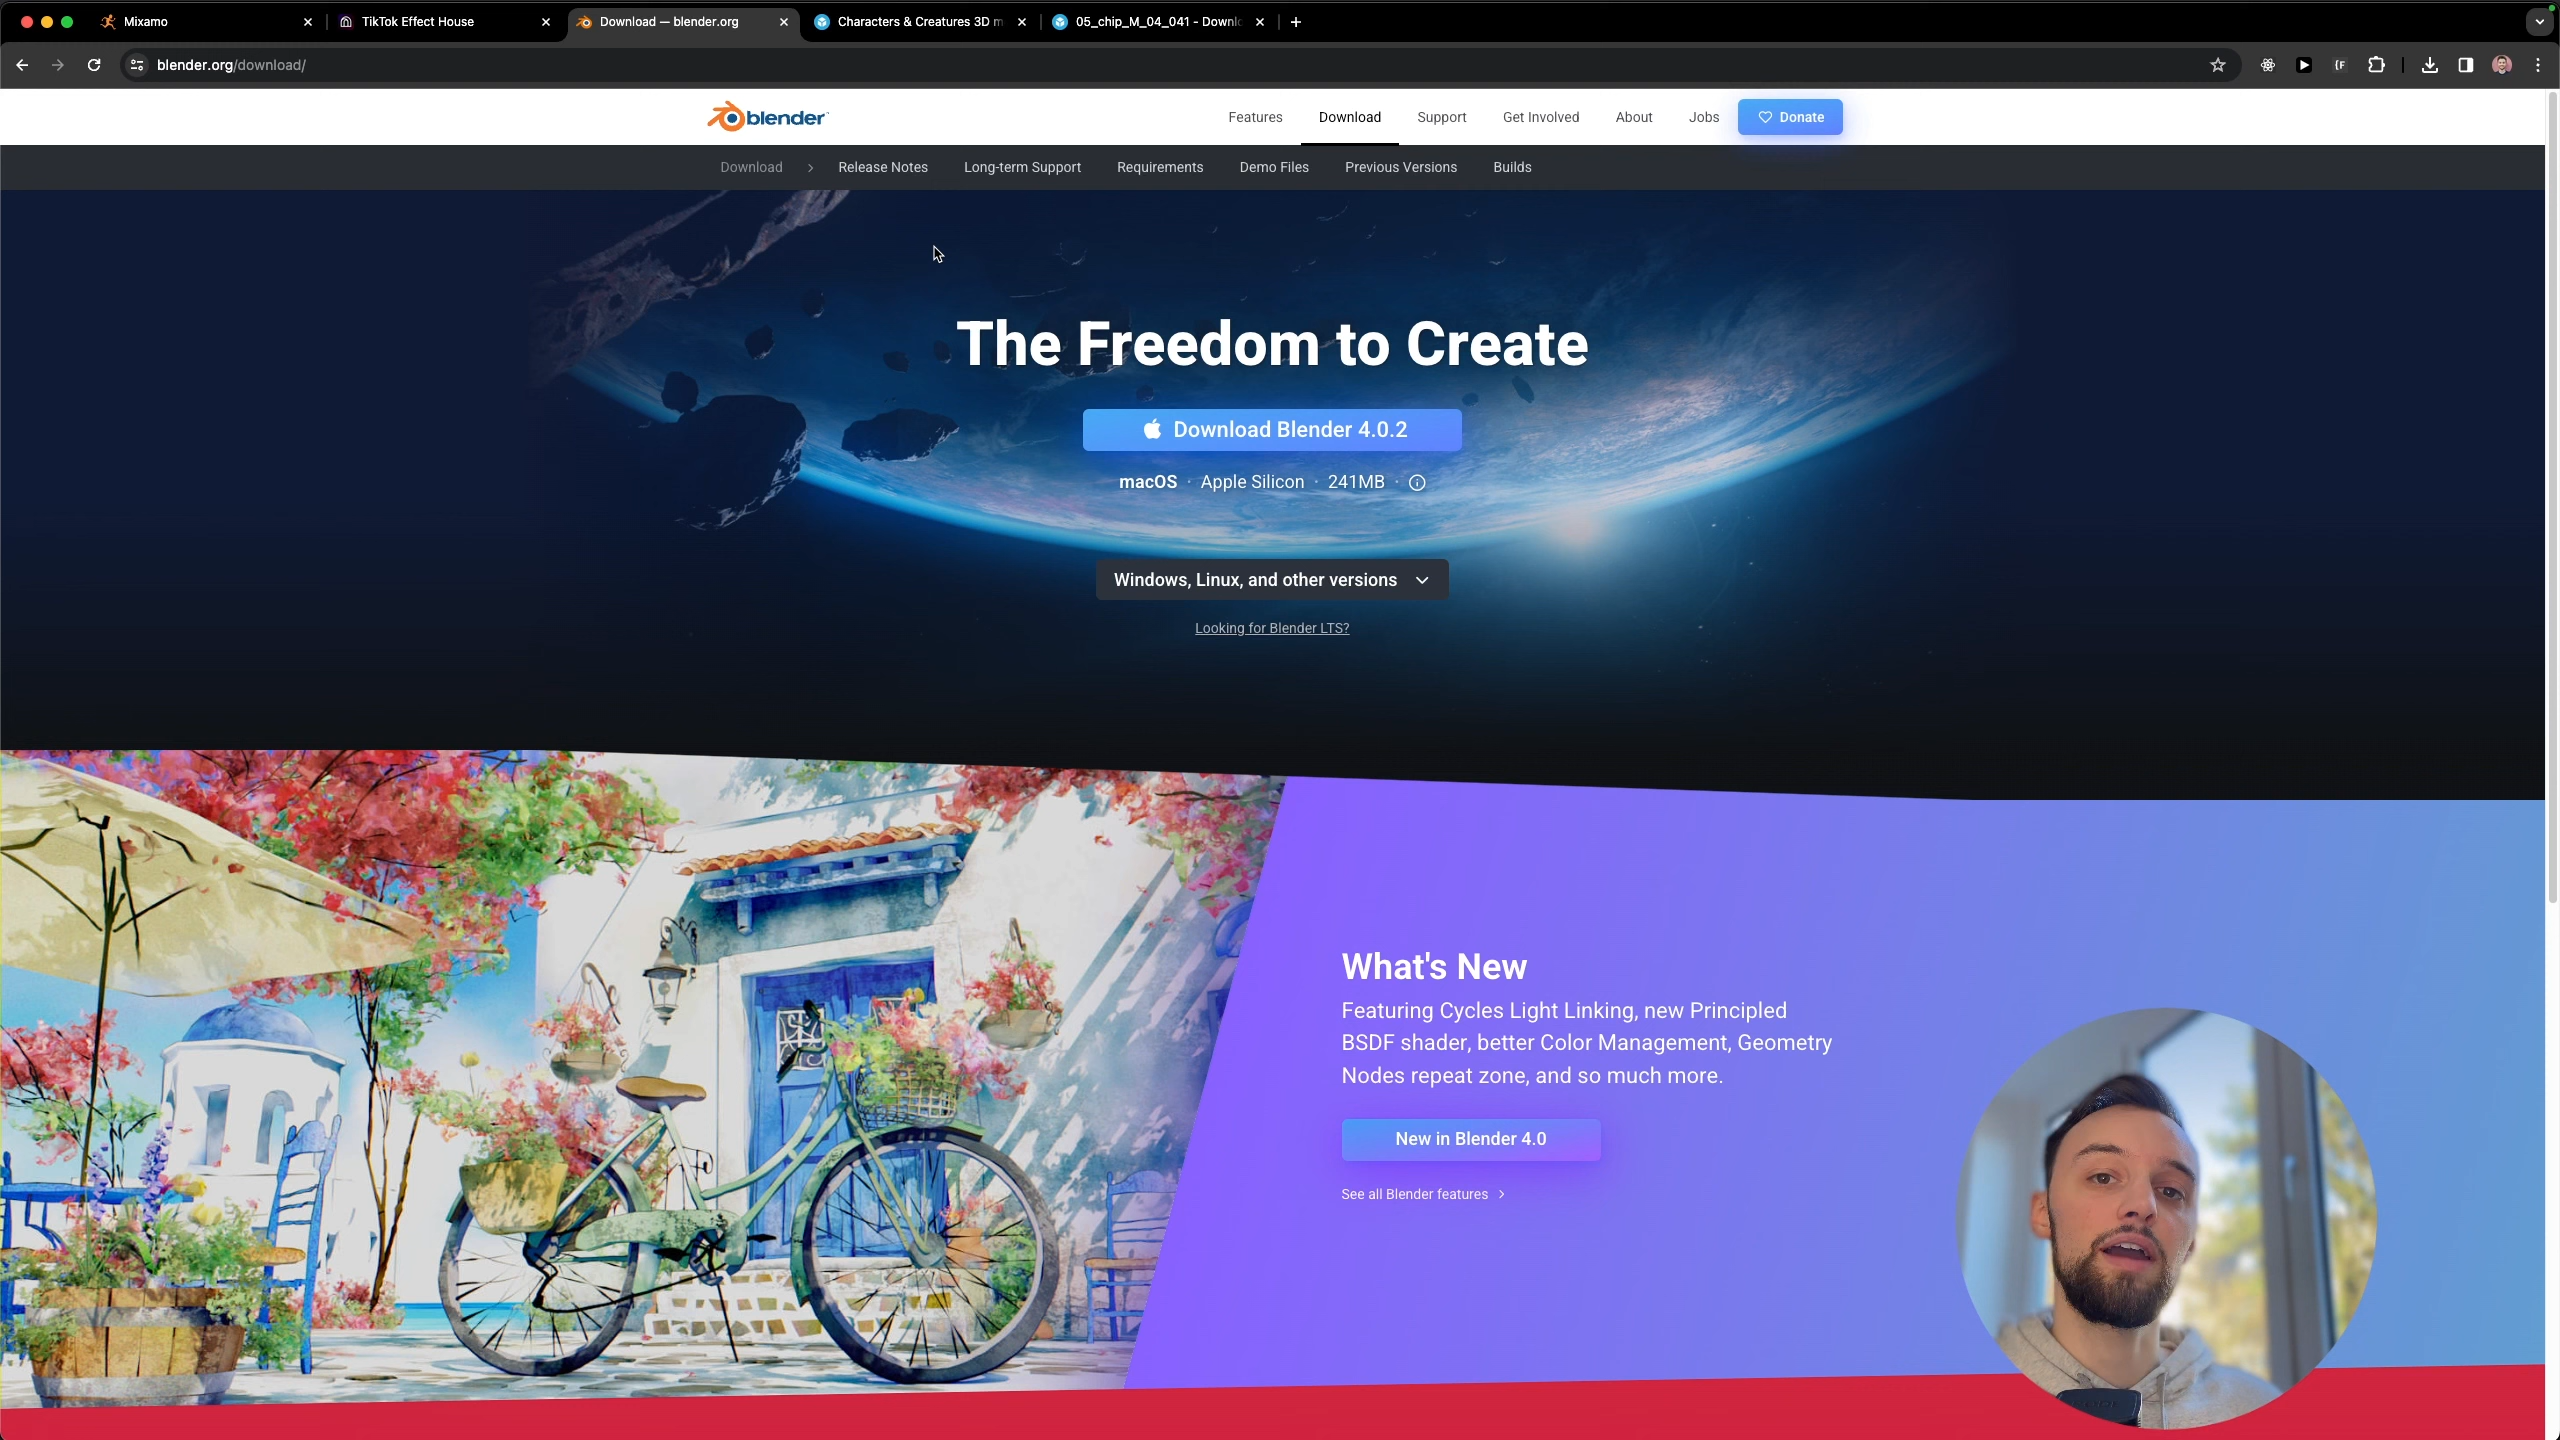 Mixamo
TikTok Effect House
Download — blender.org
Characters & Creatures 3D m
05_chip_M_04_041 - Downlo
blender.org/download/
blender
Features
Download
Support
Get Involved
About
Jobs
Donate
Download
Release Notes
Long-term Support
Requirements
Demo Files
Previous Versions
Builds
The Freedom to Create
Download Blender 4.0.2
macOS · Apple Silicon · 241MB ·
Windows, Linux, and other versions
Looking for Blender LTS?
What's New
Featuring Cycles Light Linking, new Principled
BSDF shader, better Color Management, Geometry
Nodes repeat zone, and so much more.
New in Blender 4.0
See all Blender features